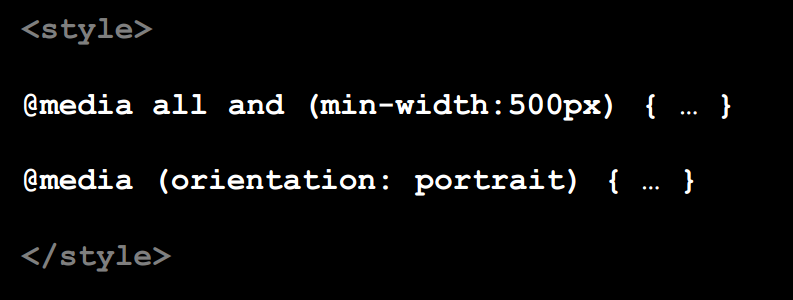 <style>
@media all and (min-width:500px) { … }
@media (orientation: portrait) { … }
</style>